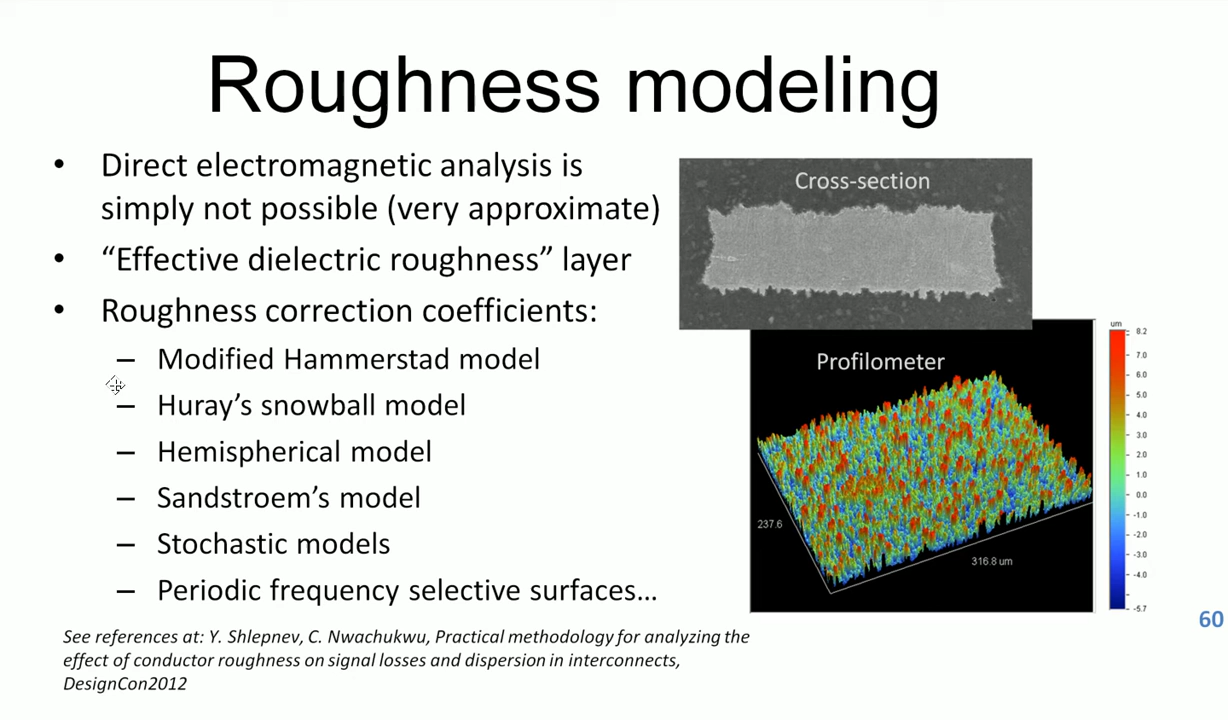 Roughness modeling
• Direct electromagnetic analysis is
simply not possible (very approximate)
• “Effective dielectric roughness” layer
• Roughness correction coefficients:
– Modified Hammerstad model
– Huray’s snowball model
– Hemispherical model
– Sandstroem’s model
– Stochastic models
– Periodic frequency selective surfaces…
See references at: Y. Shlepnev, C. Nwachukwu, Practical methodology for analyzing the
effect of conductor roughness on signal losses and dispersion in interconnects,
DesignCon2012
Cross-section
Profilometer
237.6
316.8 um
um
8.2
7.0
6.0
5.0
4.0
3.0
2.0
1.0
0.0
-1.0
-2.0
-3.0
-4.0
-5.7
60